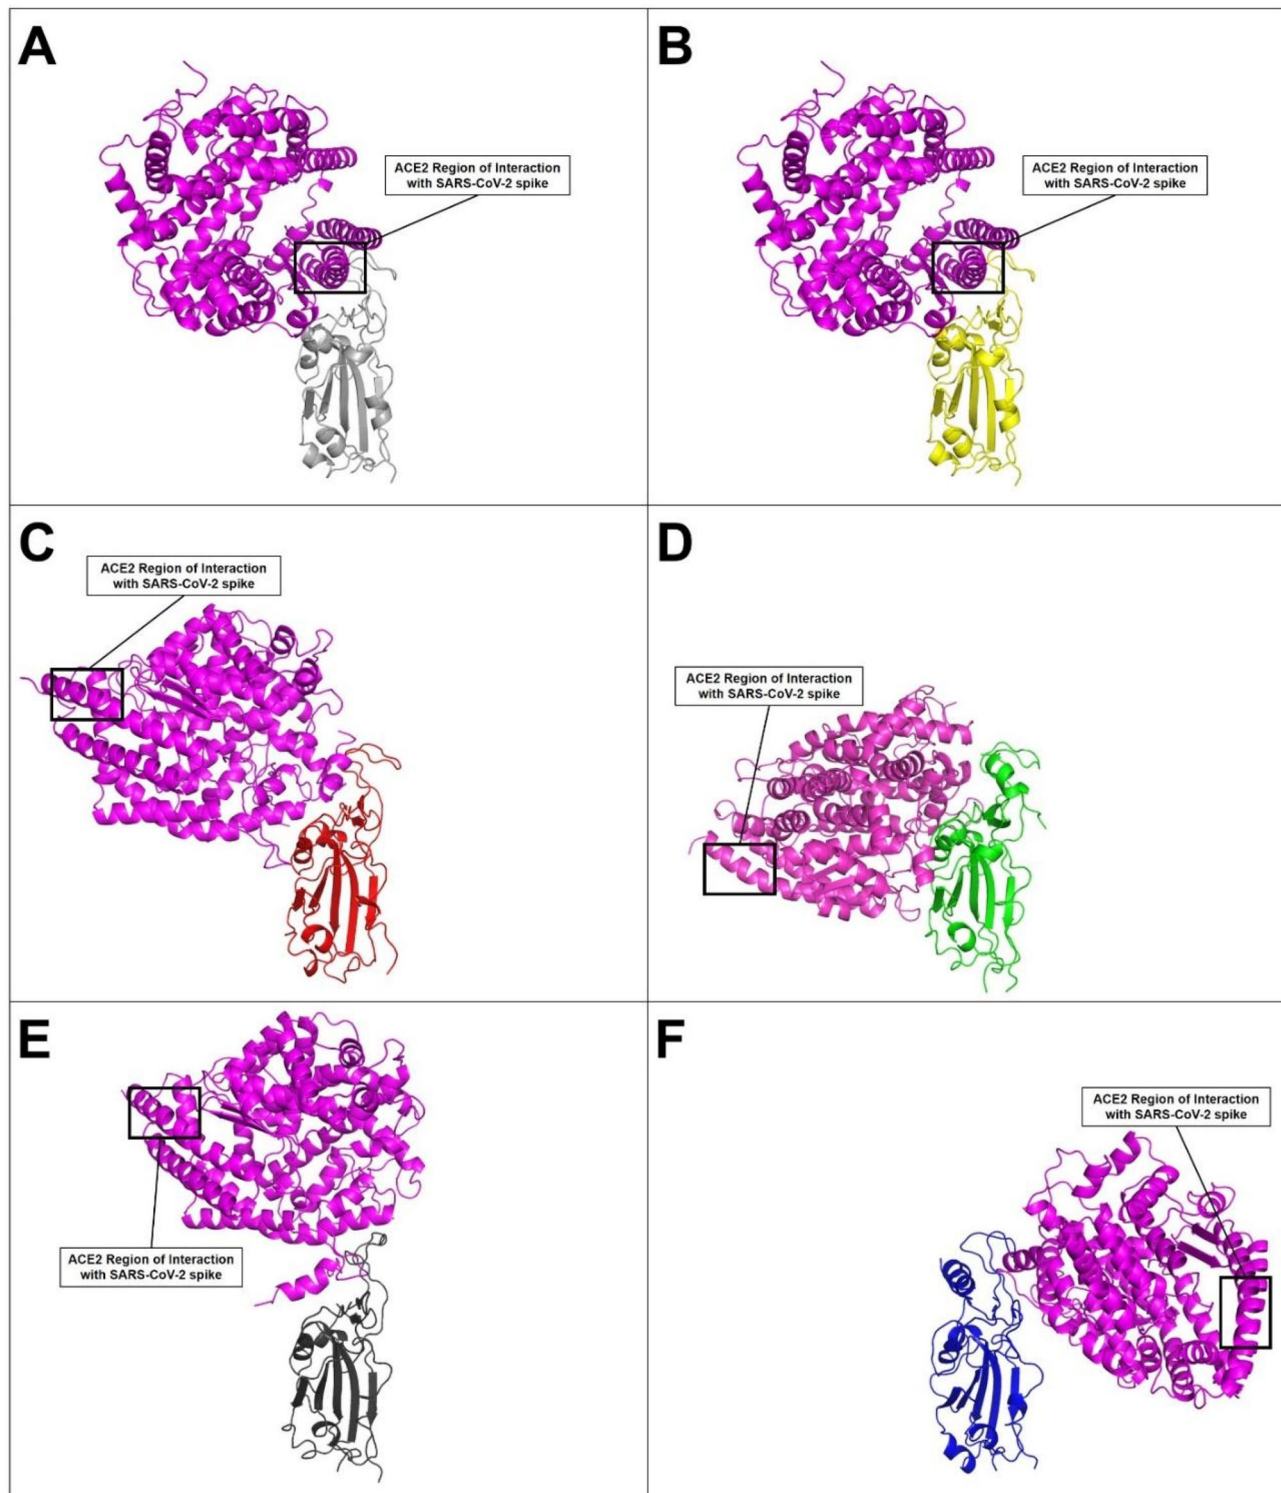 A
ACE2 Region of Interaction
with SARS-CoV-2 spike
B
ACE2 Region of Interaction
with SARS-CoV-2 spike
C
ACE2 Region of Interaction
with SARS-CoV-2 spike
D
ACE2 Region of Interaction
with SARS-CoV-2 spike
E
ACE2 Region of Interaction
with SARS-CoV-2 spike
F
ACE2 Region of Interaction
with SARS-CoV-2 spike